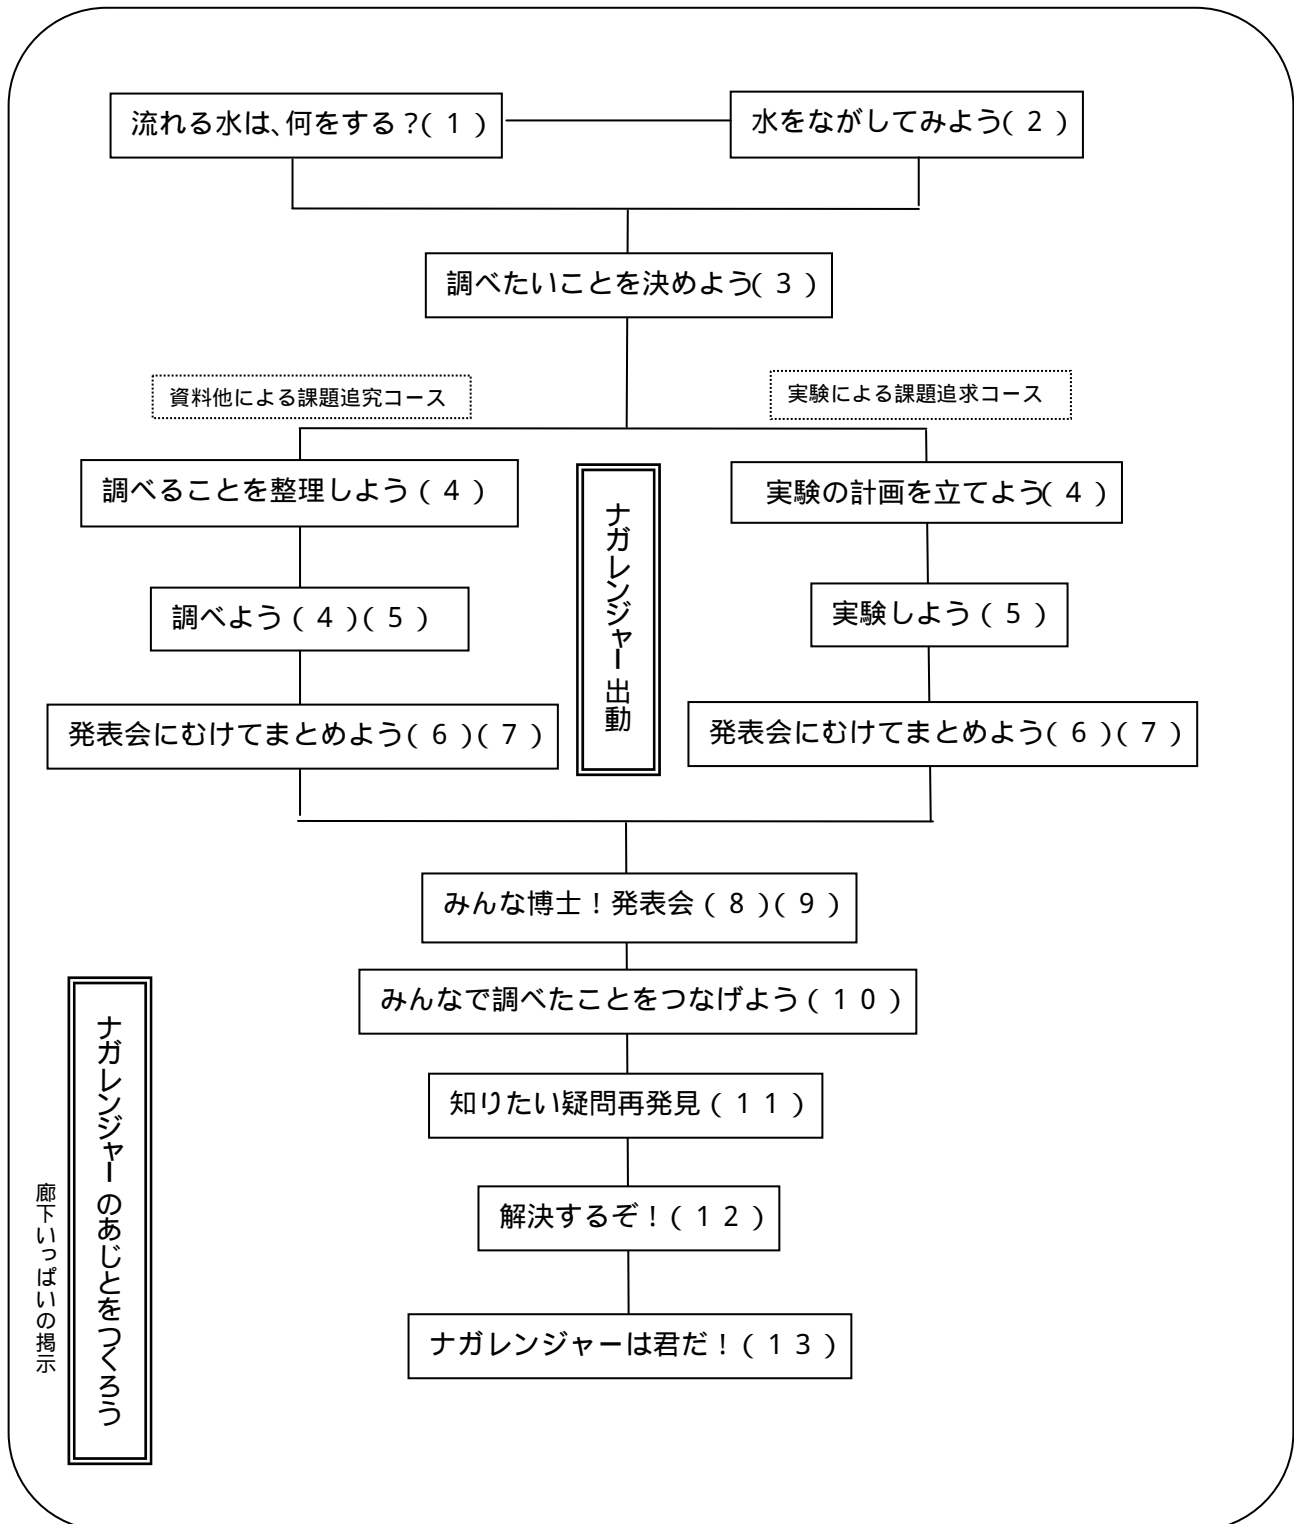 流れる水は、何をする？(１)
水をながしてみよう(２)
調べたいことを決めよう(３)
資料他による課題追究コース
実験による課題追求コース
調べることを整理しよう(４)
調べよう(４)(５)
発表会にむけてまとめよう(６)(７)
ナガレンジャー出動
実験の計画を立てよう(４)
実験しよう(５)
発表会にむけてまとめよう(６)(７)
みんな博士！発表会(８)(９)
みんなで調べたことをつなげよう(１０)
知りたい疑問再発見(１１)
解決するぞ！(１２)
ナガレンジャーは君だ！(１３)
ナガレンジャーのあじとをつくろう
廊下いっぱいの掲示